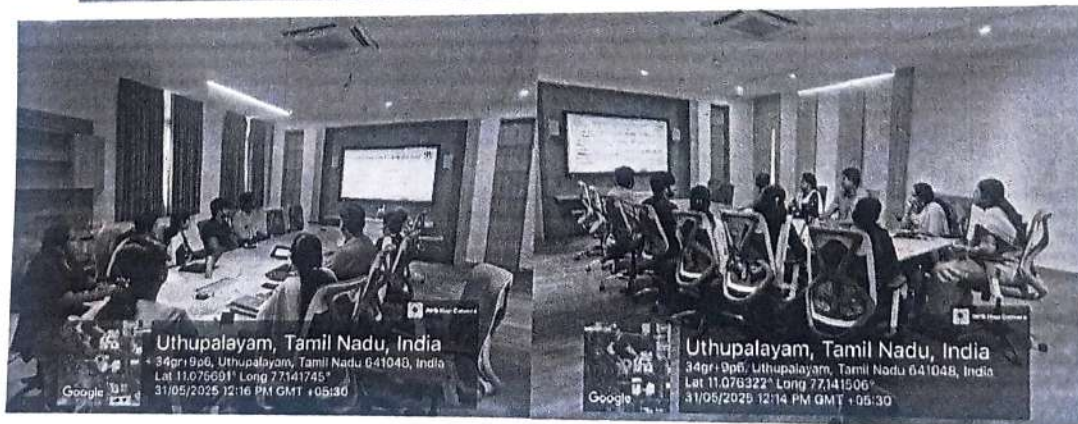 Uthupalayam, Tamil Nadu, India
34gr+9p6, Uthupalayam, Tamil Nadu 641048, India
Lat 11.075691° Long 77.141745°
31/05/2025 12:16 PM GMT +05:30
Google
GPS Map Camera
Uthupalayam, Tamil Nadu, India
34gr+9p6, Uthupalayam, Tamil Nadu 641048, India
Lat 11.076322° Long 77.141506°
31/05/2025 12:14 PM GMT +05:30
Google
GPS Map Camera